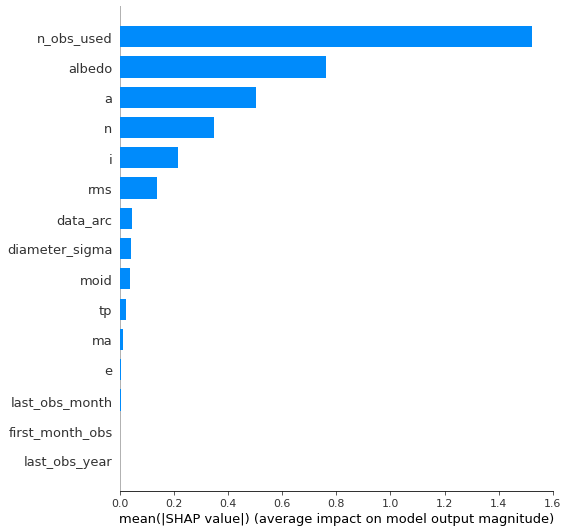 n_obs_used
albedo
a
n
i
rms
data_arc
diameter_sigma
moid
tp
ma
e
last_obs_month
first_month_obs
last_obs_year
0.0 0.2 0.4 0.6 0.8 1.0 1.2 1.4 1.6
mean(|SHAP value|) (average impact on model output magnitude)